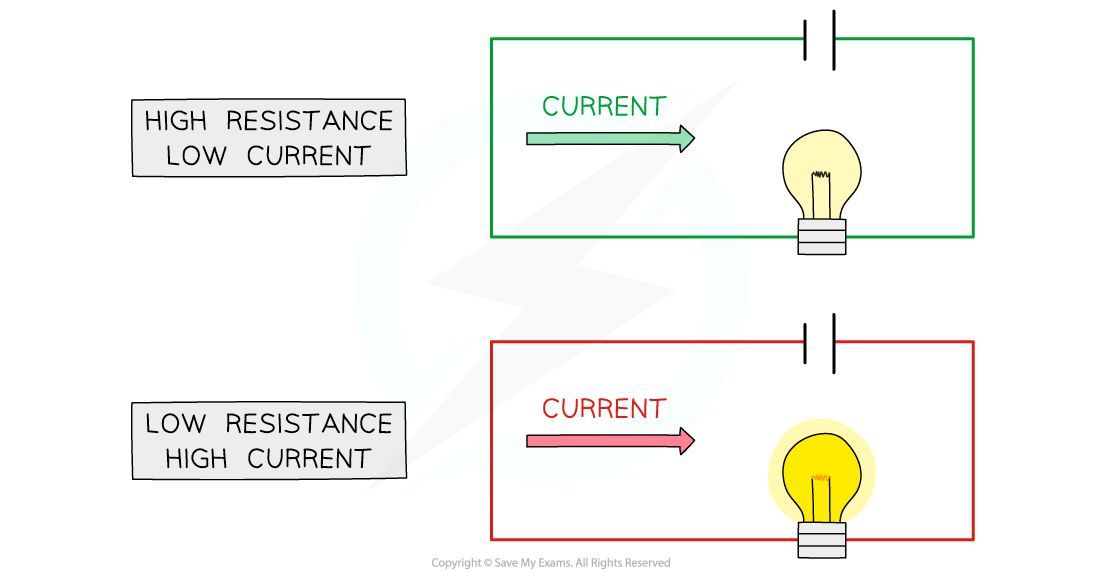 HIGH RESISTANCE
LOW CURRENT
CURRENT
LOW RESISTANCE
HIGH CURRENT
CURRENT
Copyright © Save My Exams. All Rights Reserved